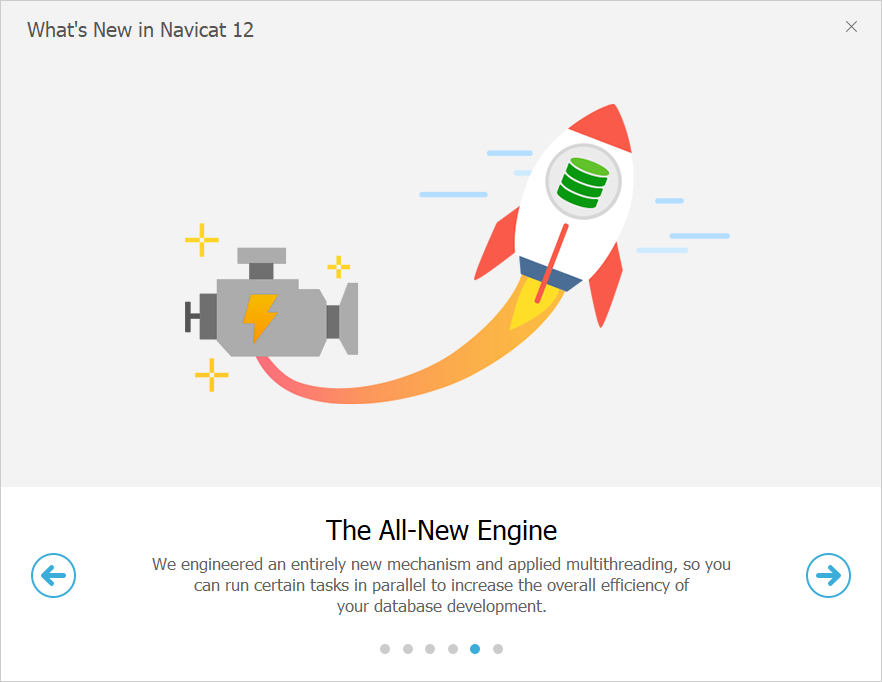 What's New in Navicat 12
The All-New Engine
We engineered an entirely new mechanism and applied multithreading, so you
can run certain tasks in parallel to increase the overall efficiency of
your database development.